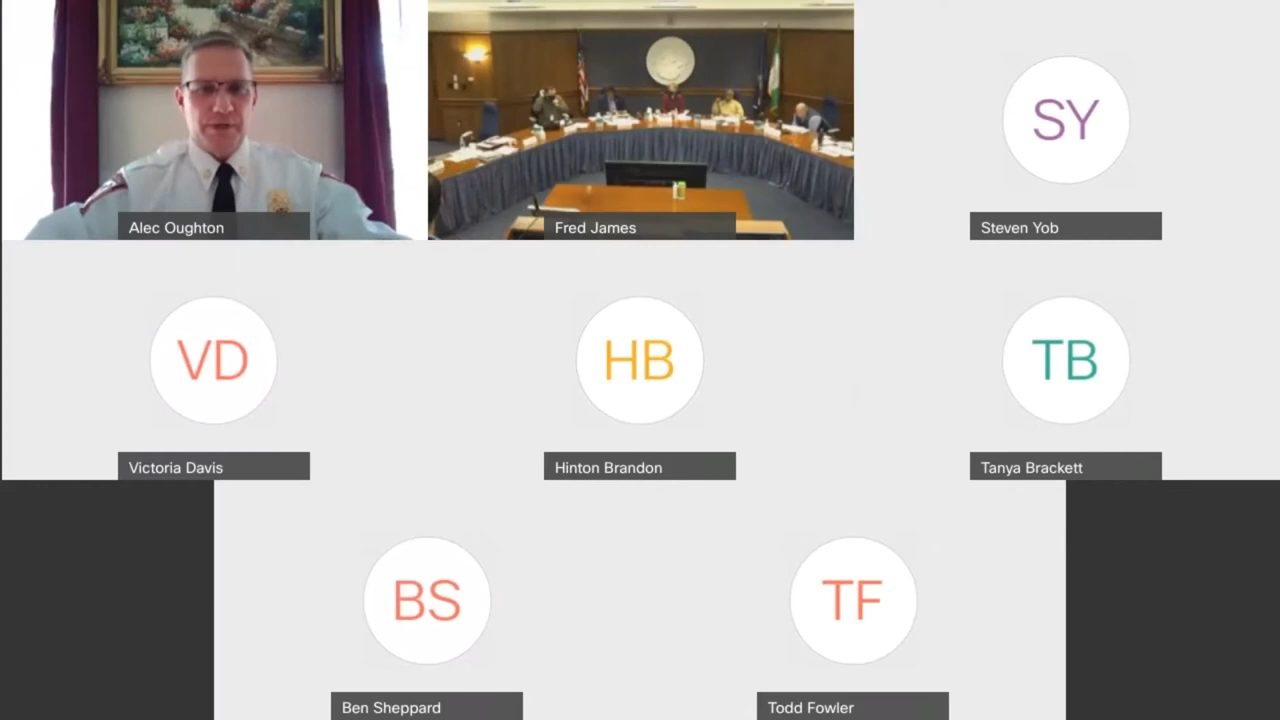 SY
Alec Oughton
Fred James
Steven Yob
VD
HB
TB
Victoria Davis
Hinton Brandon
Tanya Brackett
BS
TF
Ben Sheppard
Todd Fowler